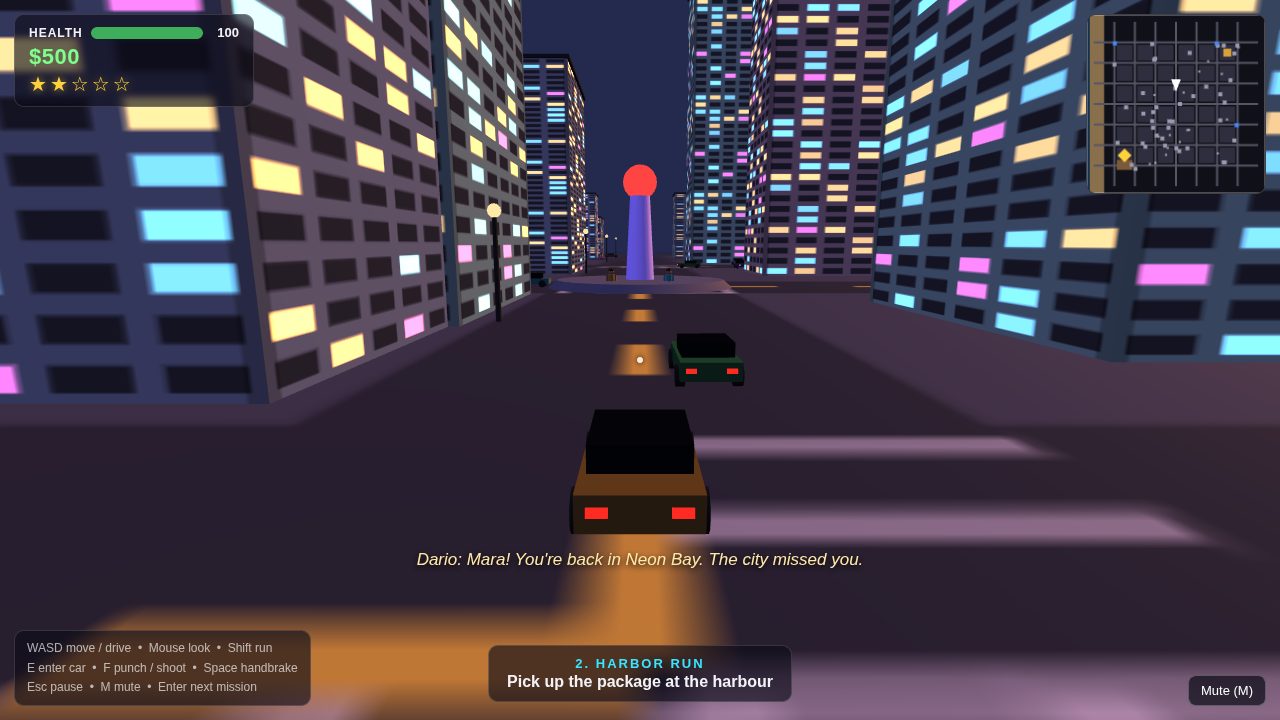 HEALTH 100
$500
★★☆☆☆
Dario: Mara! You're back in Neon Bay. The city missed you.
WASD move / drive • Mouse look • Shift run
E enter car • F punch / shoot • Space handbrake
Esc pause • M mute • Enter next mission
2. HARBOR RUN
Pick up the package at the harbour
Mute (M)